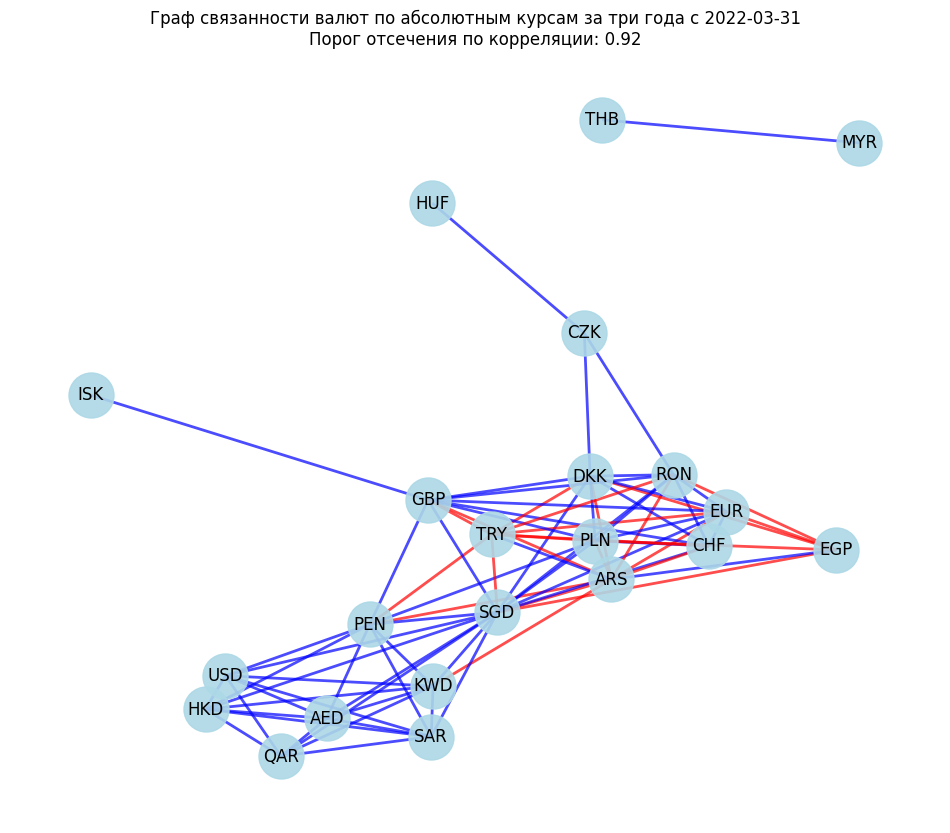 Граф связанности валют по абсолютным курсам за три года с 2022-03-31
Порог отсечения по корреляции: 0.92
THB
MYR
HUF
CZK
ISK
DKK
RON
GBP
EUR
TRY
PLN
CHF
EGP
ARS
SGD
PEN
USD
KWD
HKD
AED
SAR
QAR